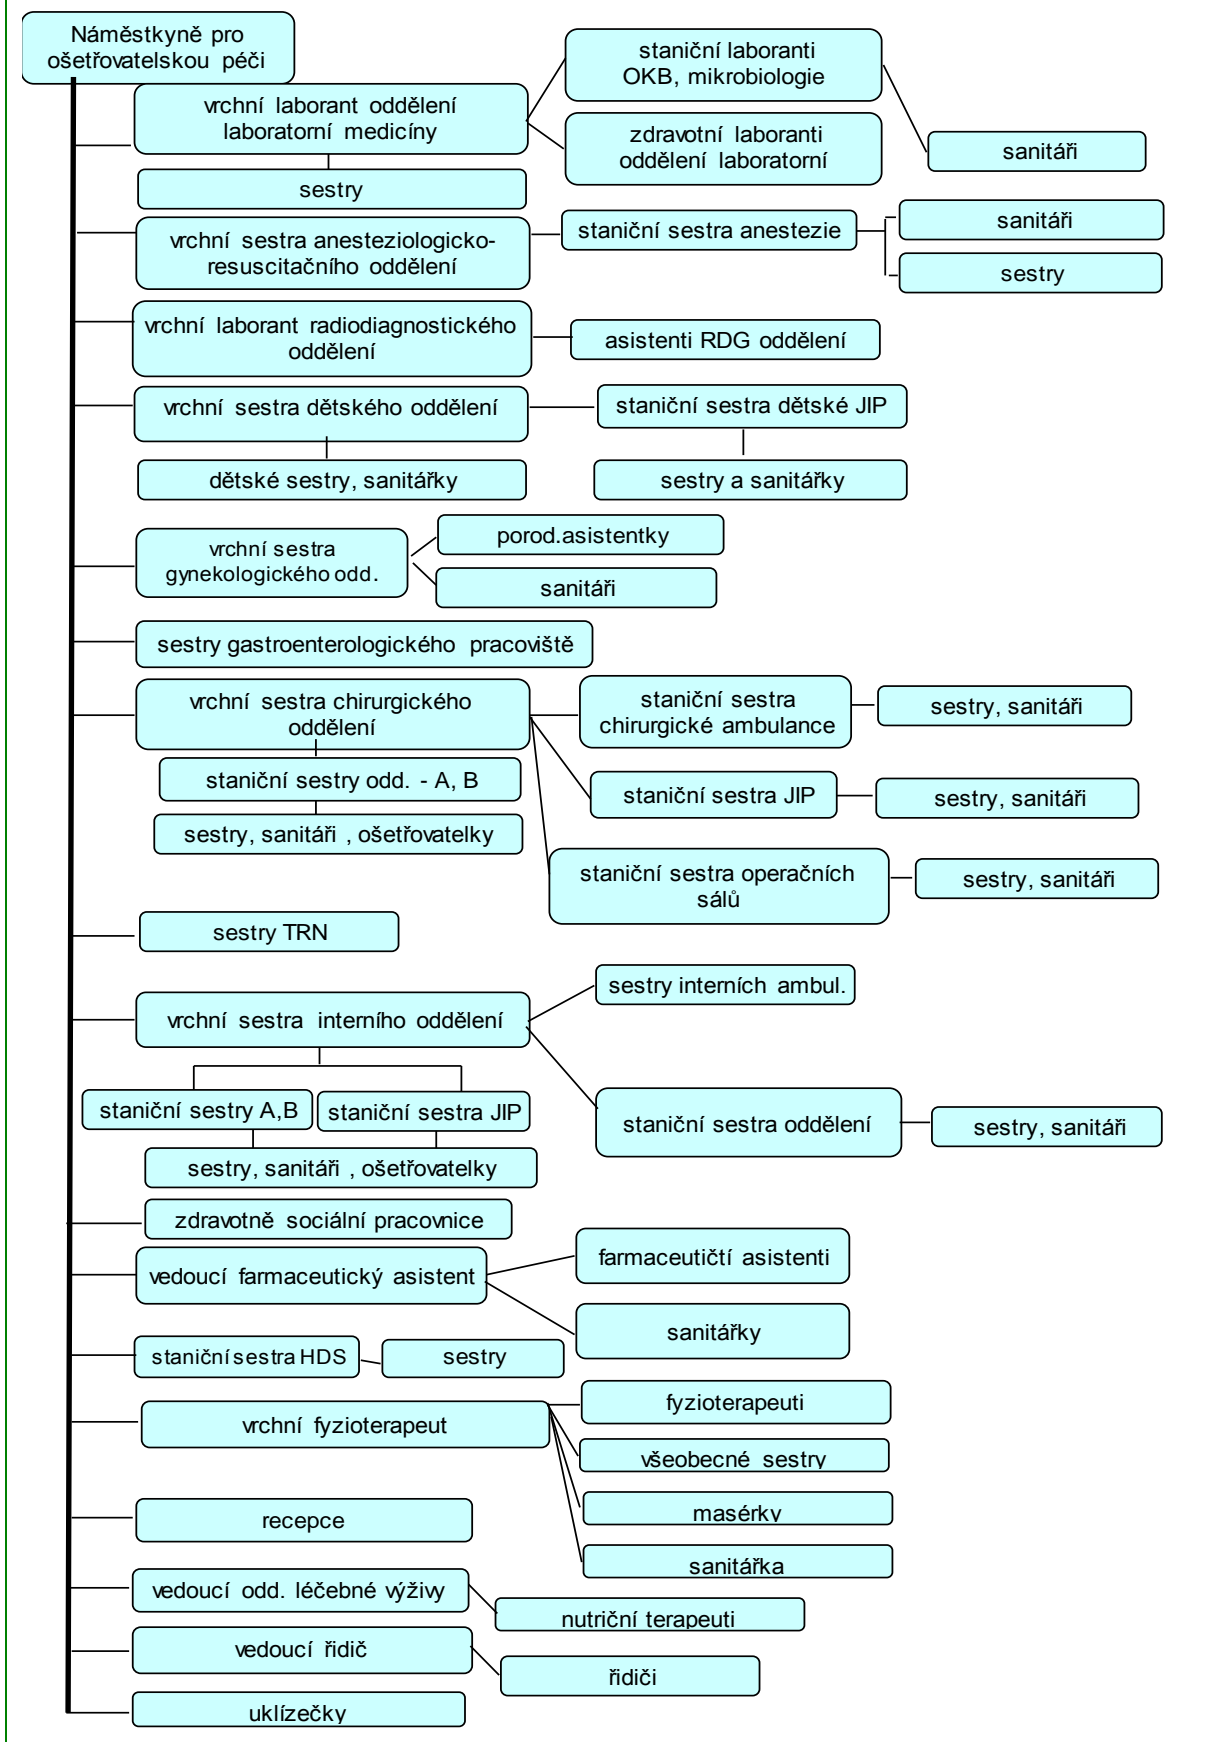 Náměstkyně pro
ošetřovatelskou péči
vrchní laborant oddělení
laboratorní medicíny
staniční laboranti
OKB, mikrobiologie
zdravotní laboranti
oddělení laboratorní
sanitáři
sestry
vrchní sestra anesteziologicko-
resuscitačního oddělení
staniční sestra anestezie
sanitáři
sestry
vrchní laborant radiodiagnostického
oddělení
asistenti RDG oddělení
vrchní sestra dětského oddělení
staniční sestra dětské JIP
dětské sestry, sanitářky
sestry a sanitářky
vrchní sestra
gynekologického odd.
porod.asistentky
sanitáři
sestry gastroenterologického pracoviště
vrchní sestra chirurgického
oddělení
staniční sestra
chirurgické ambulance
sestry, sanitáři
staniční sestry odd. - A, B
staniční sestra JIP
sestry, sanitáři
sestry, sanitáři , ošetřovatelky
staniční sestra operačních
sálů
sestry, sanitáři
sestry TRN
sestry interních ambul.
vrchní sestra interního oddělení
staniční sestry A,B
staniční sestra JIP
staniční sestra oddělení
sestry, sanitáři
sestry, sanitáři , ošetřovatelky
zdravotně sociální pracovnice
vedoucí farmaceutický asistent
farmaceutičtí asistenti
sanitářky
staniční sestra HDS
sestry
vrchní fyzioterapeut
fyzioterapeuti
všeobecné sestry
masérky
sanitářka
recepce
vedoucí odd. léčebné výživy
nutriční terapeuti
vedoucí řidič
řidiči
uklízečky